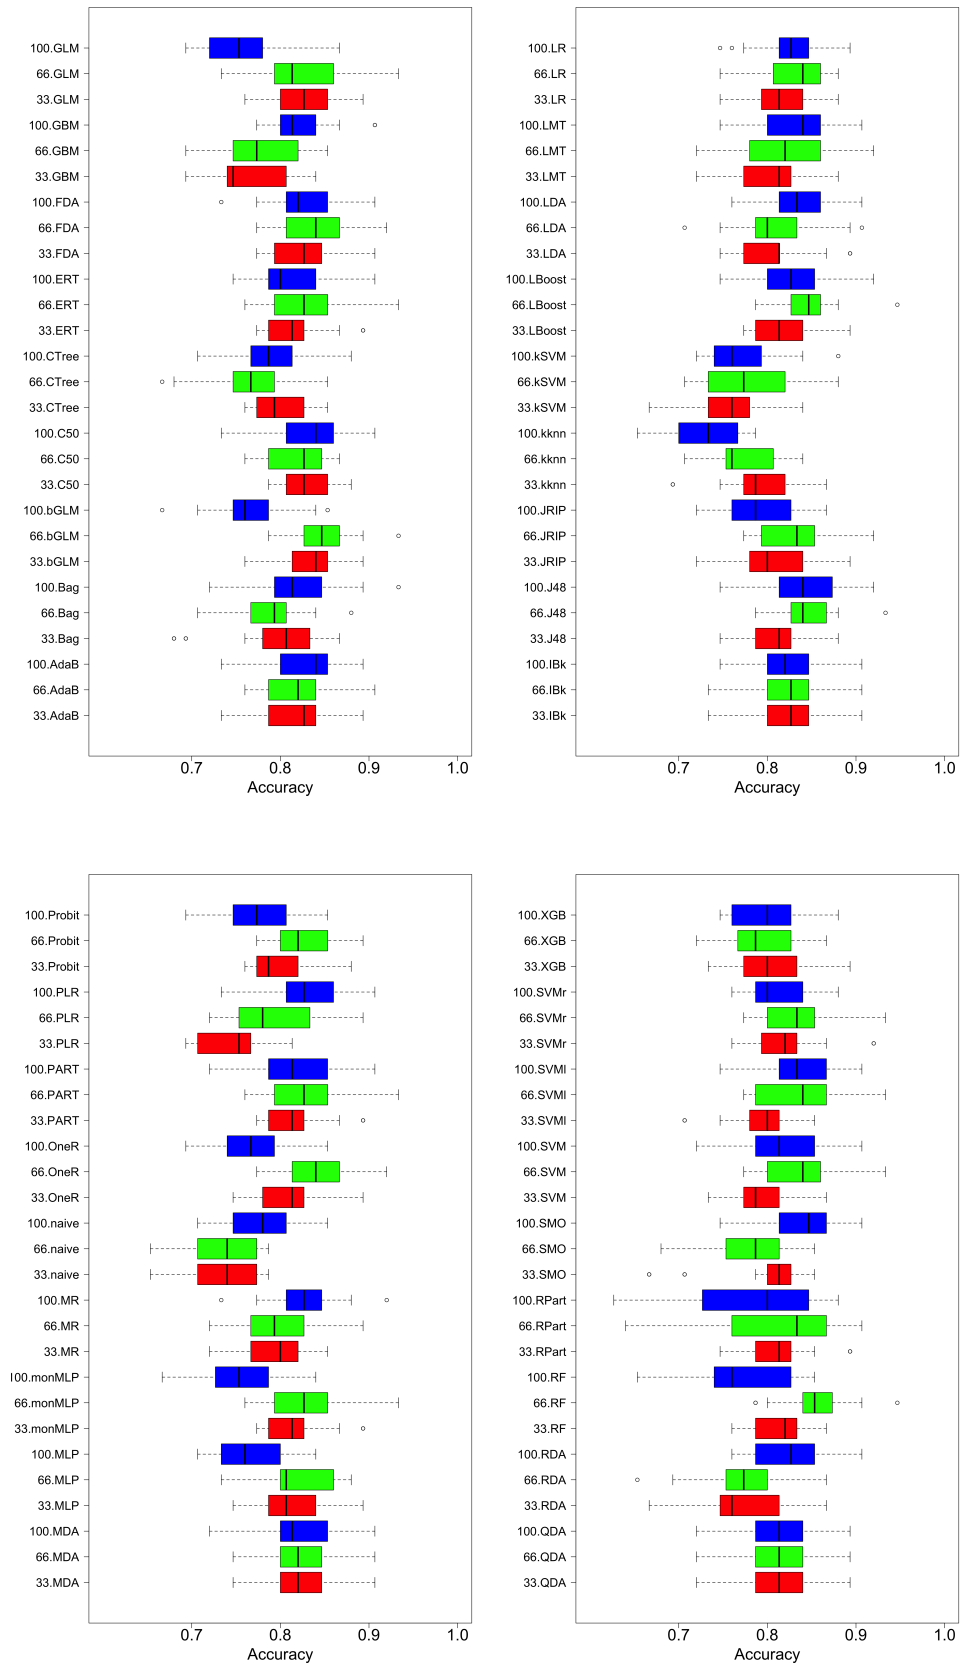 100.GLM
66.GLM
33.GLM
100.GBM
66.GBM
33.GBM
100.FDA
66.FDA
33.FDA
100.ERT
66.ERT
33.ERT
100.CTree
66.CTree
33.CTree
100.C50
66.C50
33.C50
100.bGLM
66.bGLM
33.bGLM
100.Bag
66.Bag
33.Bag
100.AdaB
66.AdaB
33.AdaB
0.7 0.8 0.9 1.0
Accuracy
100.LR
66.LR
33.LR
100.LMT
66.LMT
33.LMT
100.LDA
66.LDA
33.LDA
100.LBoost
66.LBoost
33.LBoost
100.kSVM
66.kSVM
33.kSVM
100.kknn
66.kknn
33.kknn
100.JRIP
66.JRIP
33.JRIP
100.J48
66.J48
33.J48
100.IBk
66.IBk
33.IBk
0.7 0.8 0.9 1.0
Accuracy
100.Probit
66.Probit
33.Probit
100.PLR
66.PLR
33.PLR
100.PART
66.PART
33.PART
100.OneR
66.OneR
33.OneR
100.naive
66.naive
33.naive
100.MR
66.MR
33.MR
100.monMLP
66.monMLP
33.monMLP
100.MLP
66.MLP
33.MLP
100.MDA
66.MDA
33.MDA
0.7 0.8 0.9 1.0
Accuracy
100.XGB
66.XGB
33.XGB
100.SVMr
66.SVMr
33.SVMr
100.SVMl
66.SVMl
33.SVMl
100.SVM
66.SVM
33.SVM
100.SMO
66.SMO
33.SMO
100.RPart
66.RPart
33.RPart
100.RF
66.RF
33.RF
100.RDA
66.RDA
33.RDA
100.QDA
66.QDA
33.QDA
0.7 0.8 0.9 1.0
Accuracy